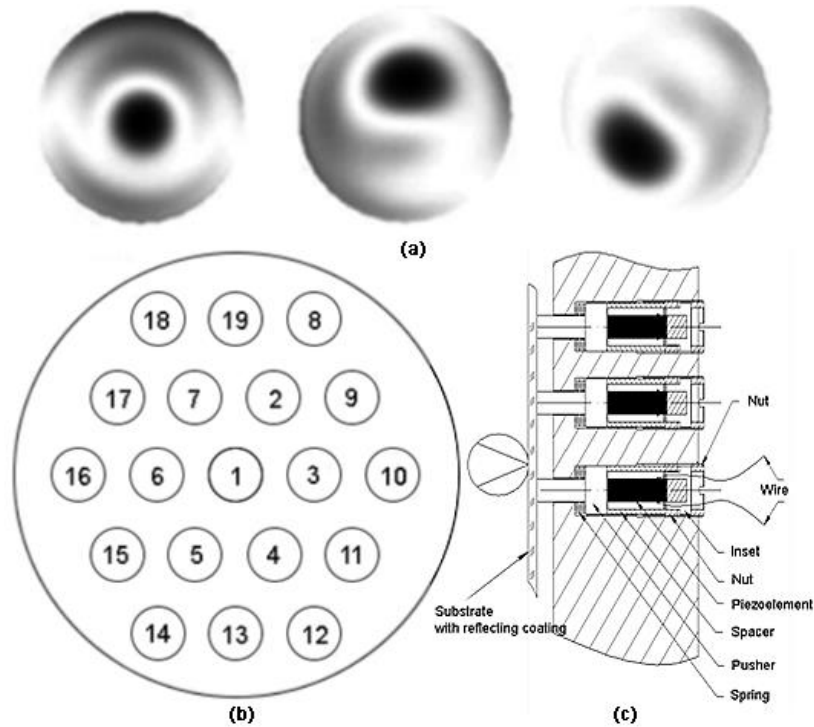 (a)
18 19 8
17 7 2 9
16 6 1 3 10
15 5 4 11
14 13 12
(b)
Nut
Wire
Inset
Nut
Piezoelement
Spacer
Pusher
Spring
Substrate
with reflecting coating
(c)